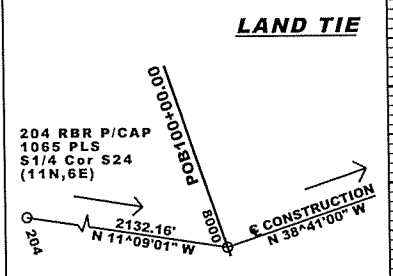 LAND TIE
204 RBR P/CAP
1065 PLS
S1/4 Cor S24
(11N,6E)
POB100+00.00
2132.16'
N 11^09'01" W
204
8000
℄ CONSTRUCTION
N 38^41'00" W